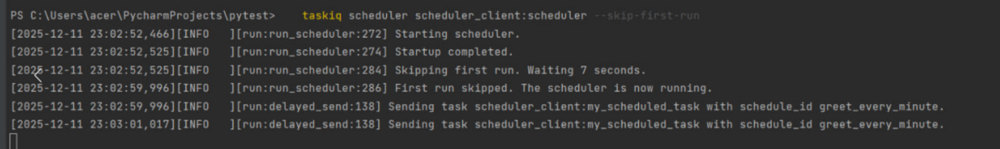 PS C:\Users\acer\PycharmProjects\pytest>    taskiq scheduler scheduler_client:scheduler --skip-first-run
[2025-12-11 23:02:52,466][INFO   ][run:run_scheduler:272] Starting scheduler.
[2025-12-11 23:02:52,525][INFO   ][run:run_scheduler:274] Startup completed.
[2025-12-11 23:02:52,525][INFO   ][run:run_scheduler:284] Skipping first run. Waiting 7 seconds.
[2025-12-11 23:02:59,996][INFO   ][run:run_scheduler:286] First run skipped. The scheduler is now running.
[2025-12-11 23:02:59,996][INFO   ][run:delayed_send:138] Sending task scheduler_client:my_scheduled_task with schedule_id greet_every_minute.
[2025-12-11 23:03:01,017][INFO   ][run:delayed_send:138] Sending task scheduler_client:my_scheduled_task with schedule_id greet_every_minute.